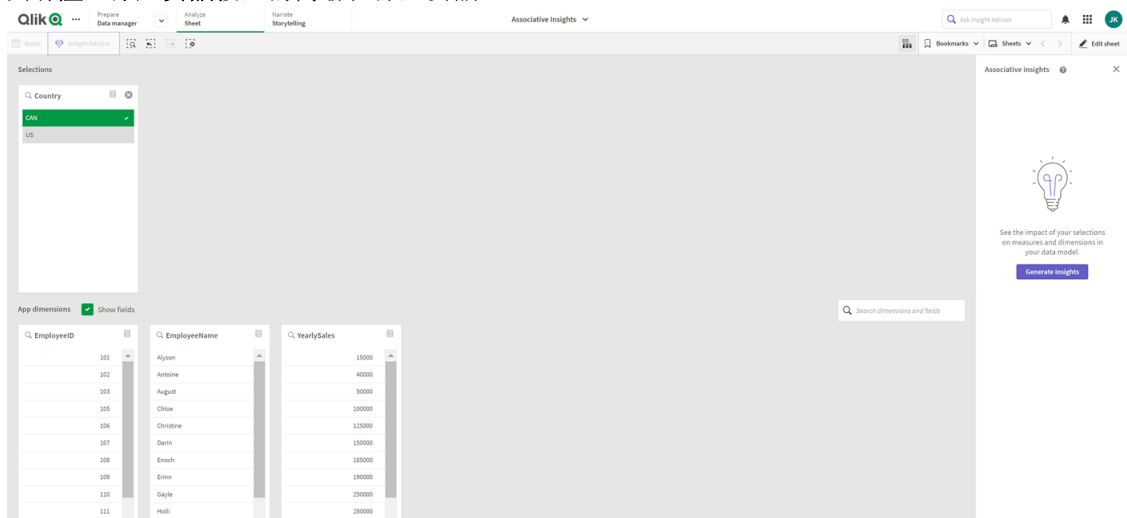 Qlik
Prepare
Data manager
Analyze
Sheet
Narrate
Storytelling
Associative Insights
Ask Insight Advisor
JK
Notes
Insight Advisor
Bookmarks
Sheets
Edit sheet
Selections
Country
CAN
US
Associative insights
See the impact of your selections
on measures and dimensions in
your data model.
Generate insights
App dimensions
Show fields
Search dimensions and fields
EmployeeID
101
102
103
105
106
107
108
109
110
111
EmployeeName
Alyson
Antoine
August
Chloe
Christine
Darin
Enoch
Erinn
Gayle
Holli
YearlySales
15000
40000
50000
100000
125000
150000
185000
190000
250000
280000